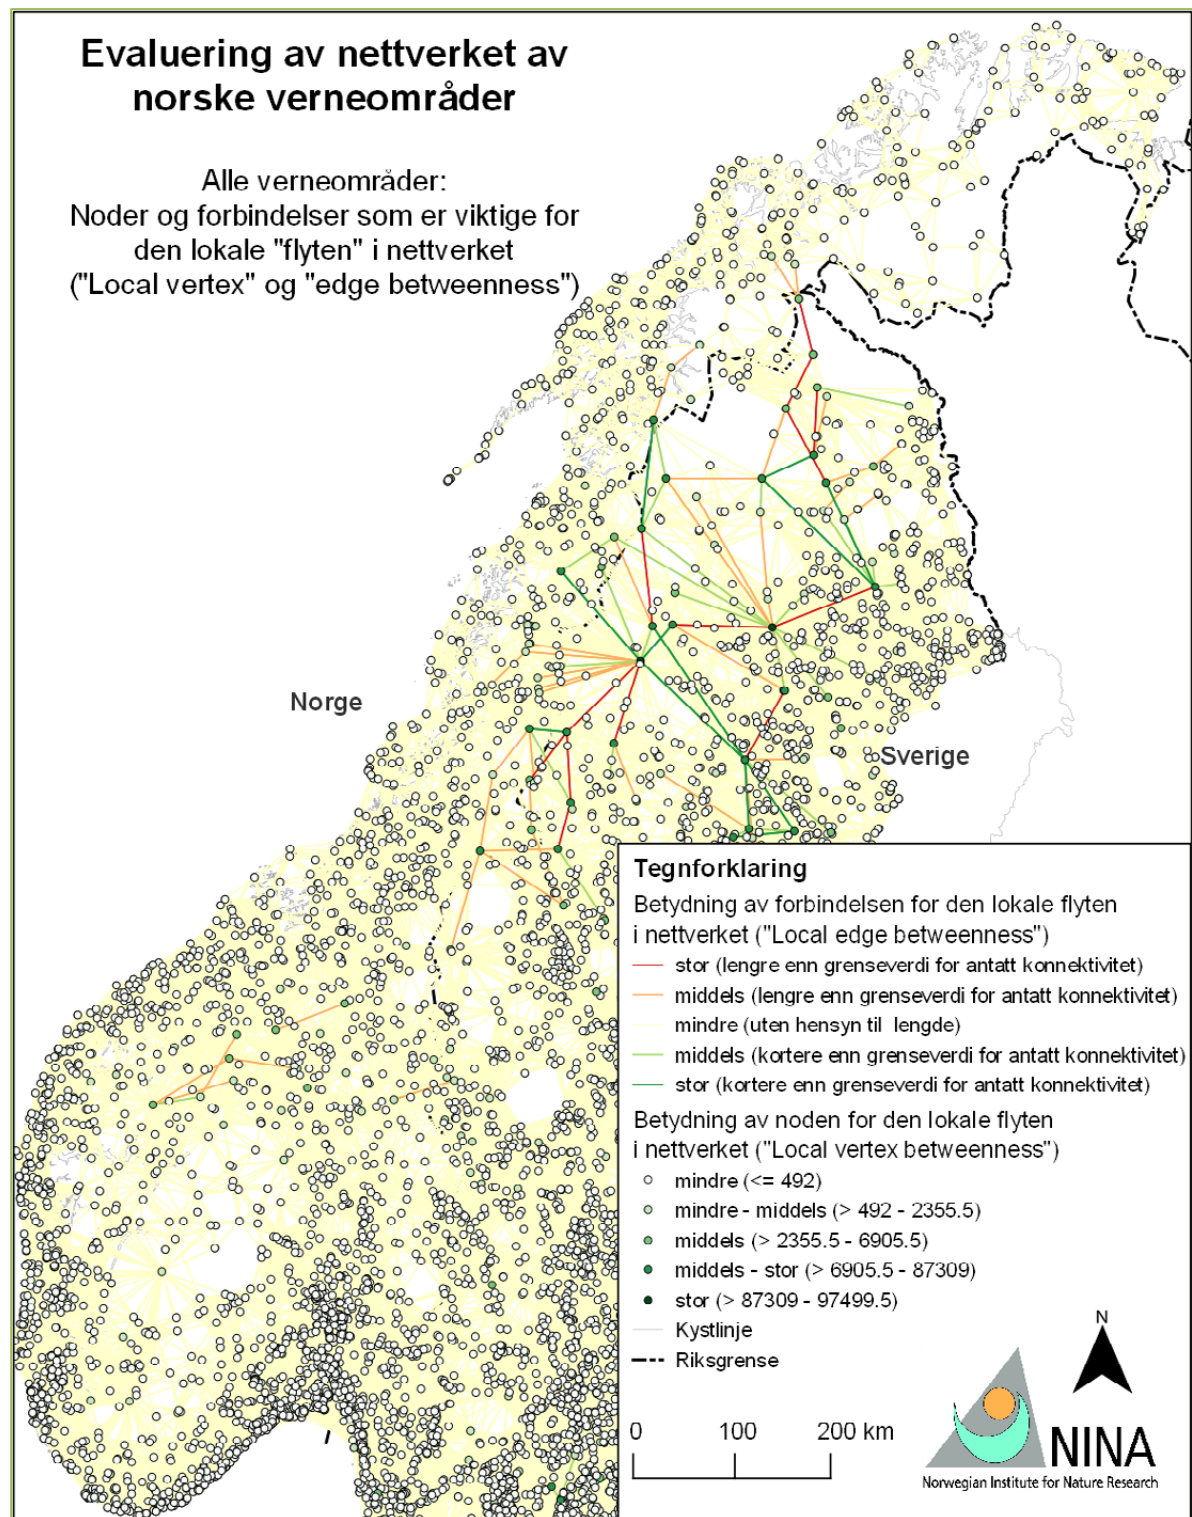 Evaluering av nettverket av
norske verneområder
Alle verneområder:
Noder og forbindelser som er viktige for
den lokale "flyten" i nettverket
("Local vertex" og "edge betweenness")
Norge
Sverige
Tegnforklaring
Betydning av forbindelsen for den lokale flyten
i nettverket ("Local edge betweenness")
stor (lengre enn grenseverdi for antatt konnektivitet)
middels (lengre enn grenseverdi for antatt konnektivitet)
mindre (uten hensyn til lengde)
middels (kortere enn grenseverdi for antatt konnektivitet)
stor (kortere enn grenseverdi for antatt konnektivitet)
Betydning av noden for den lokale flyten
i nettverket ("Local vertex betweenness")
mindre (<= 492)
mindre - middels (> 492 - 2355.5)
middels (> 2355.5 - 6905.5)
middels - stor (> 6905.5 - 87309)
stor (> 87309 - 97499.5)
Kystlinje
Riksgrense
N
0 100 200 km
NINA
Norwegian Institute for Nature Research